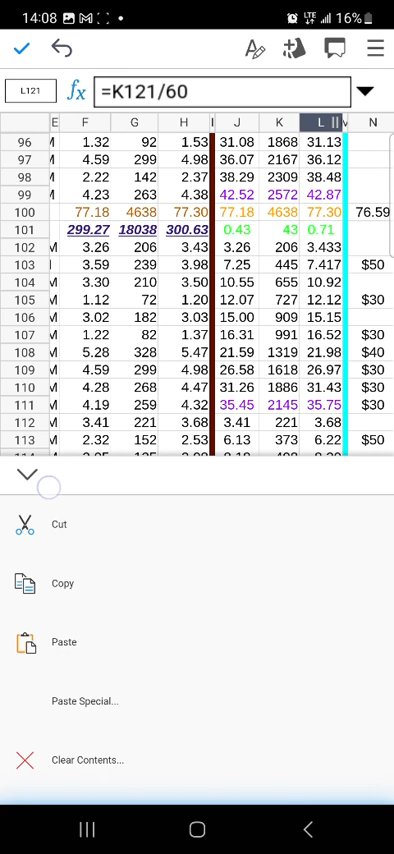 14:08 LTE 16%
L121 fx =K121/60
E F G H I J K L N
96 M 1.32 92 1.53 31.08 1868 31.13
97 M 4.59 299 4.98 36.07 2167 36.12
98 M 2.22 142 2.37 38.29 2309 38.48
99 M 4.23 263 4.38 42.52 2572 42.87
100 77.18 4638 77.30 77.18 4638 77.30 76.59
101 299.27 18038 300.63 0.43 43 0.71
102 M 3.26 206 3.43 3.26 206 3.433
103 3.59 239 3.98 7.25 445 7.417 $50
104 M 3.30 210 3.50 10.55 655 10.92
105 M 1.12 72 1.20 12.07 727 12.12 $30
106 M 3.02 182 3.03 15.00 909 15.15
107 M 1.22 82 1.37 16.31 991 16.52 $30
108 M 5.28 328 5.47 21.59 1319 21.98 $40
109 M 4.59 299 4.98 26.58 1618 26.97 $30
110 M 4.28 268 4.47 31.26 1886 31.43 $30
111 M 4.19 259 4.32 35.45 2145 35.75 $30
112 M 3.41 221 3.68 3.41 221 3.68
113 M 2.32 152 2.53 6.13 373 6.22 $50
Cut
Copy
Paste
Paste Special...
Clear Contents...